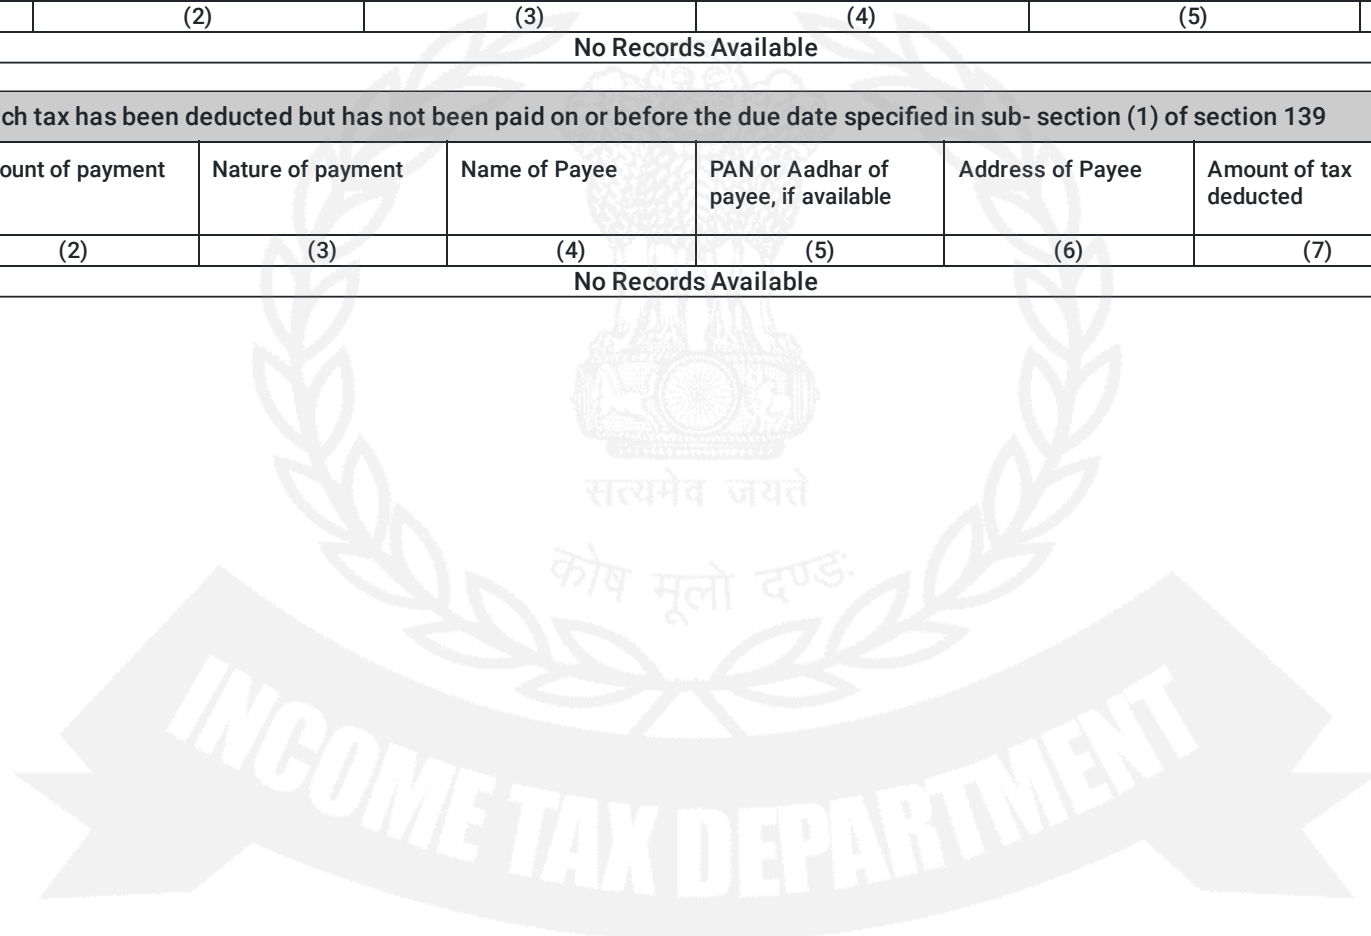 (2) (3) (4) (5)
No Records Available
ch tax has been deducted but has not been paid on or before the due date specified in sub- section (1) of section 139
ount of payment Nature of payment Name of Payee PAN or Aadhar of payee, if available Address of Payee Amount of tax deducted
(2) (3) (4) (5) (6) (7)
No Records Available
सत्यमेव जयते
कोष मूलो दण्डः
INCOME TAX DEPARTMENT